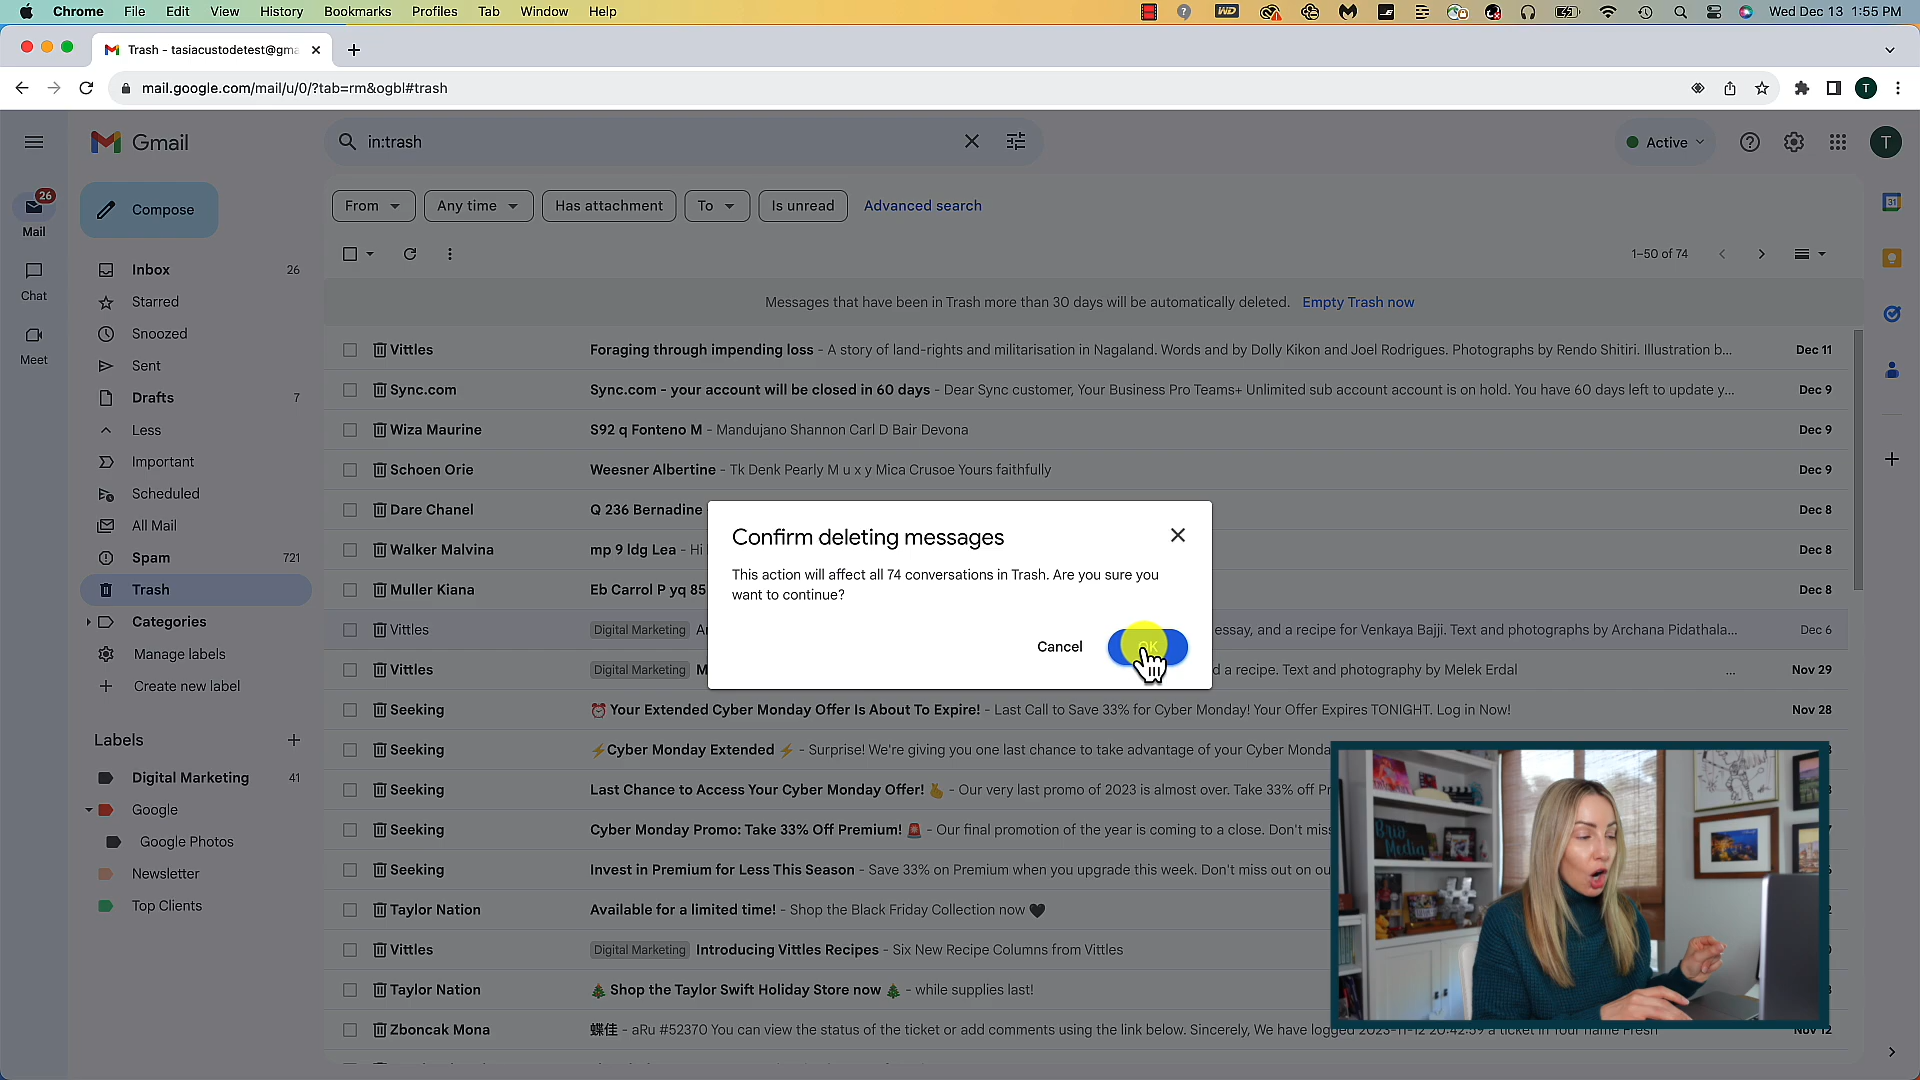 Chrome File Edit View History Bookmarks Profiles Tab Window Help WD Wed Dec 13 1:55 PM
Trash - tasiacustodetest@gma
mail.google.com/mail/u/0/?tab=rm&ogbl#trash T
Gmail in:trash Active T
26
Mail
Chat
Meet
Compose
Inbox 26
Starred
Snoozed
Sent
Drafts 7
Less
Important
Scheduled
All Mail
Spam 721
Trash
Categories
Manage labels
Create new label
Labels
Digital Marketing 41
Google
Google Photos
Newsletter
Top Clients
From Any time Has attachment To Is unread Advanced search
1–50 of 74
31
Messages that have been in Trash more than 30 days will be automatically deleted. Empty Trash now
Vittles Foraging through impending loss - A story of land-rights and militarisation in Nagaland. Words and by Dolly Kikon and Joel Rodrigues. Photographs by Rendo Shitiri. Illustration b... Dec 11
Sync.com Sync.com - your account will be closed in 60 days - Dear Sync customer, Your Business Pro Teams+ Unlimited sub account account is on hold. You have 60 days left to update y... Dec 9
Wiza Maurine S92 q Fonteno M - Mandujano Shannon Carl D Bair Devona Dec 9
Schoen Orie Weesner Albertine - Tk Denk Pearly M u x y Mica Crusoe Yours faithfully Dec 9
Dare Chanel Q 236 Bernadine Dec 8
Walker Malvina mp 9 ldg Lea - Hi Dec 8
Muller Kiana Eb Carrol P yq 85 Dec 8
Vittles Digital Marketing essay, and a recipe for Venkaya Bajji. Text and photographs by Archana Pidathala... Dec 6
Vittles Digital Marketing M d a recipe. Text and photography by Melek Erdal ... Nov 29
Seeking ⏰ Your Extended Cyber Monday Offer Is About To Expire! - Last Call to Save 33% for Cyber Monday! Your Offer Expires TONIGHT. Log in Now! Nov 28
Seeking ⚡Cyber Monday Extended ⚡ - Surprise! We're giving you one last chance to take advantage of your Cyber Monda
Seeking Last Chance to Access Your Cyber Monday Offer! - Our very last promo of 2023 is almost over. Take 33% off Pr
Seeking Cyber Monday Promo: Take 33% Off Premium! 🚨 - Our final promotion of the year is coming to a close. Don't miss
Seeking Invest in Premium for Less This Season - Save 33% on Premium when you upgrade this week. Don't miss out on ou
Taylor Nation Available for a limited time! - Shop the Black Friday Collection now 🖤
Vittles Digital Marketing Introducing Vittles Recipes - Six New Recipe Columns from Vittles
Taylor Nation 🎄 Shop the Taylor Swift Holiday Store now 🎄 - while supplies last!
Zboncak Mona 蝶佳 - aRu #52370 You can view the status of the ticket or add comments using the link below. Sincerely, We have logged 2023-11-12 20:42:59 a ticket in Your name Fresh Nov 12
Confirm deleting messages
This action will affect all 74 conversations in Trash. Are you sure you
want to continue?
Cancel OK
Brio
Media